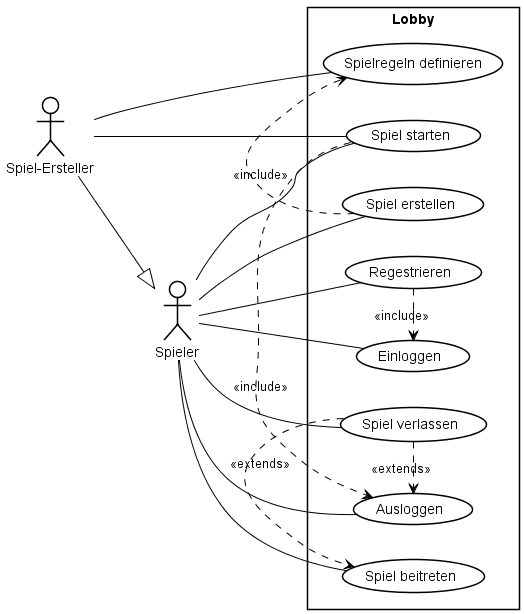 Lobby
Spielregeln definieren
Spiel-Ersteller
Spiel starten
«include»
Spiel erstellen
Regestrieren
«include»
Spieler
Einloggen
«include»
Spiel verlassen
«extends»
«extends»
Ausloggen
Spiel beitreten